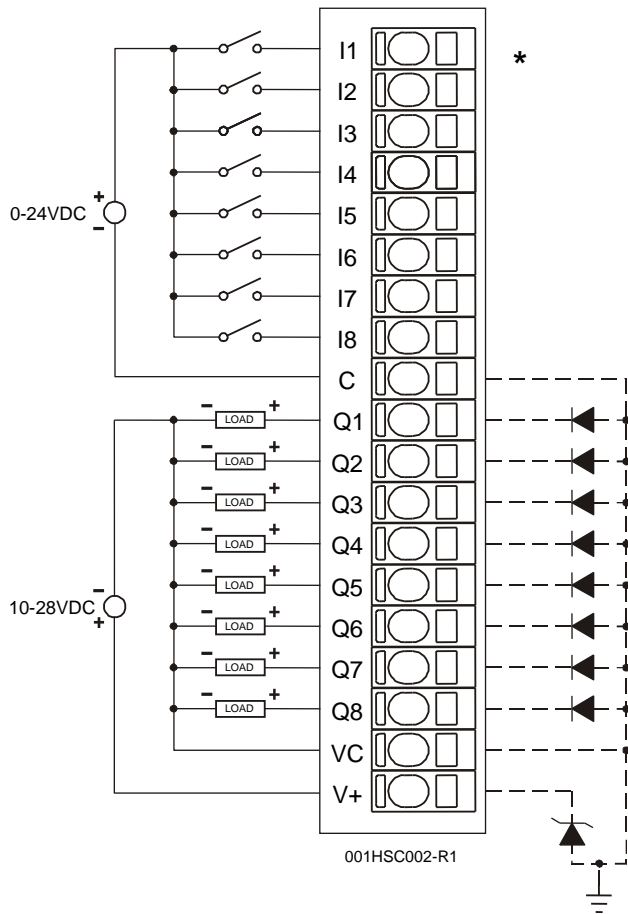 I1
*
I2
I3
I4
+
0-24VDC
I5
-
I6
I7
I8
C
- LOAD + Q1
- LOAD + Q2
- LOAD + Q3
- LOAD + Q4
- LOAD + Q5
-
10-28VDC
+
- LOAD + Q6
- LOAD + Q7
- LOAD + Q8
VC
V+
001HSC002-R1